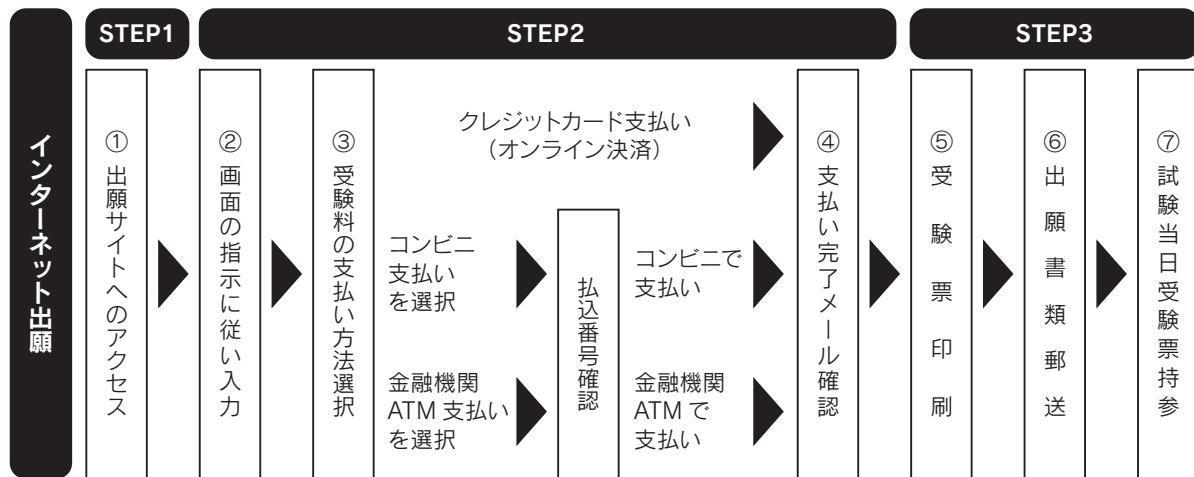 インターネット出願
STEP1
STEP2
STEP3
①出願サイトへのアクセス
②画面の指示に従い入力
③受験料の支払い方法選択
クレジットカード支払い
（オンライン決済）
コンビニ
支払い
を選択
金融機関
ATM 支払い
を選択
払込番号確認
コンビニで
支払い
金融機関
ATM で
支払い
④支払い完了メール確認
⑤受験票印刷
⑥出願書類郵送
⑦試験当日受験票持参